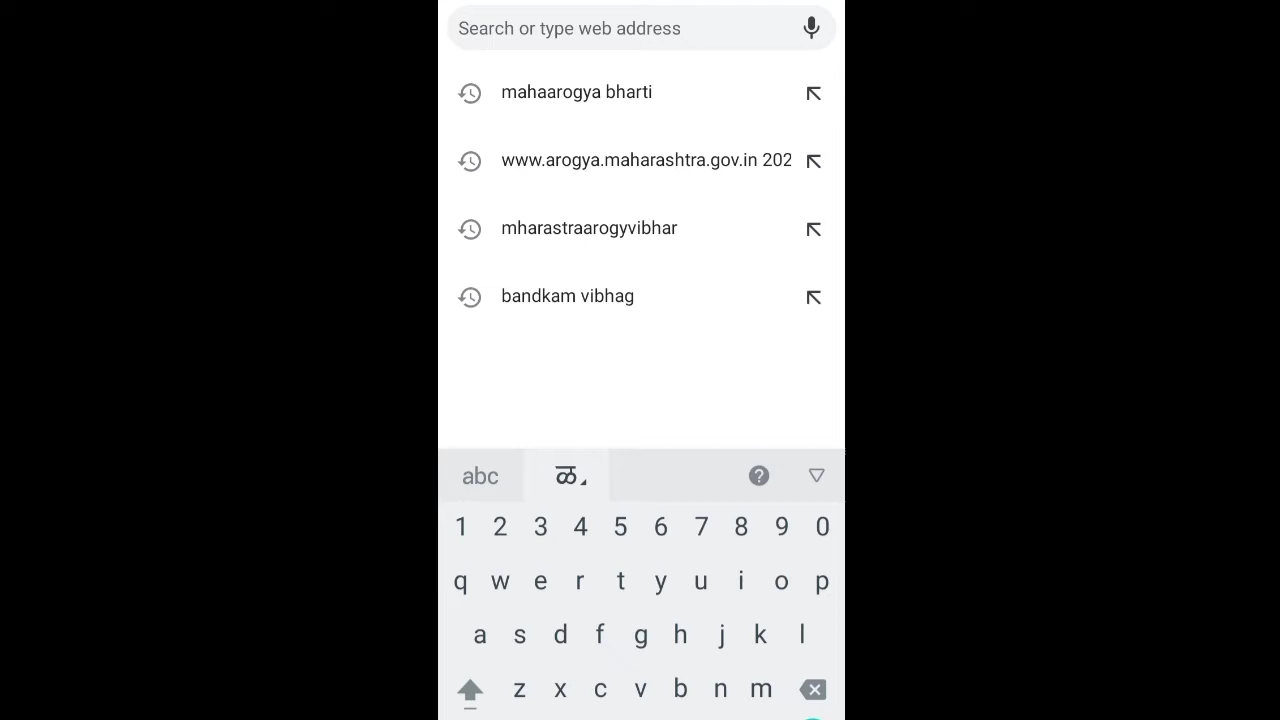 Search or type web address
mahaarogya bharti
www.arogya.maharashtra.gov.in 202
mharastraarogyvibhar
bandkam vibhag
abc ळ ?
1 2 3 4 5 6 7 8 9 0
q w e r t y u i o p
a s d f g h j k l
z x c v b n m